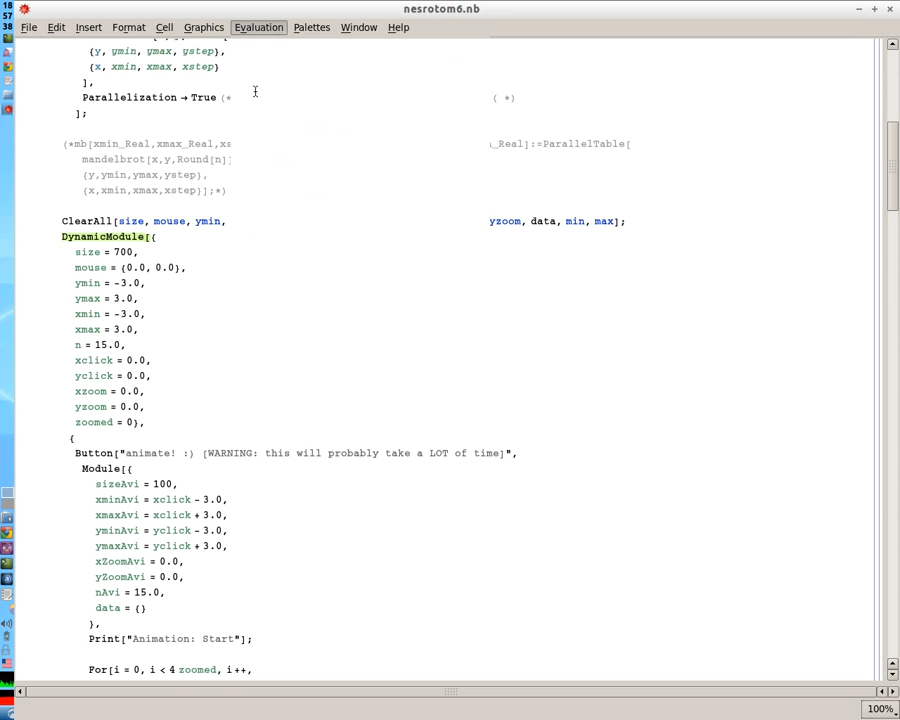 18
57
38
nesrotom6.nb
File Edit Insert Format Cell Graphics Evaluation Palettes Window Help
{y, ymin, ymax, ystep},
{x, xmin, xmax, xstep}
],
Parallelization → True (* ( *)
];
(*mb[xmin_Real,xmax_Real,xs _Real]:=ParallelTable[
mandelbrot[x,y,Round[n]]
{y,ymin,ymax,ystep},
{x,xmin,xmax,xstep}];*)
ClearAll[size, mouse, ymin, yzoom, data, min, max];
DynamicModule[{
size = 700,
mouse = {0.0, 0.0},
ymin = -3.0,
ymax = 3.0,
xmin = -3.0,
xmax = 3.0,
n = 15.0,
xclick = 0.0,
yclick = 0.0,
xzoom = 0.0,
yzoom = 0.0,
zoomed = 0},
{
Button["animate! :) [WARNING: this will probably take a LOT of time]",
Module[{
sizeAvi = 100,
xminAvi = xclick - 3.0,
xmaxAvi = xclick + 3.0,
yminAvi = yclick - 3.0,
ymaxAvi = yclick + 3.0,
xZoomAvi = 0.0,
yZoomAvi = 0.0,
nAvi = 15.0,
data = {}
},
Print["Animation: Start"];
For[i = 0, i < 4 zoomed, i ++,
100%